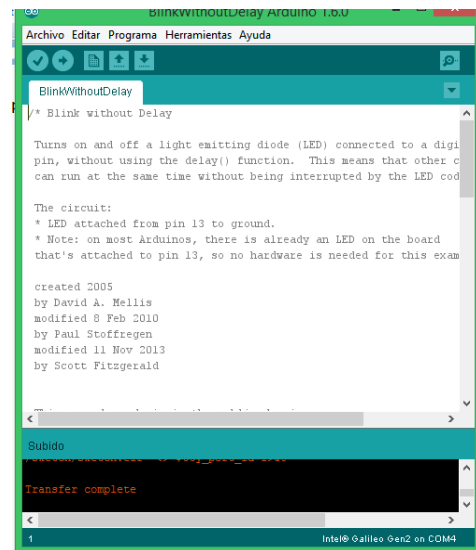 BlinkWithoutDelay Arduino 1.6.0
Archivo Editar Programa Herramientas Ayuda
BlinkWithoutDelay
/* Blink without Delay
Turns on and off a light emitting diode (LED) connected to a digi
pin, without using the delay() function. This means that other c
can run at the same time without being interrupted by the LED cod
The circuit:
* LED attached from pin 13 to ground.
* Note: on most Arduinos, there is already an LED on the board
that's attached to pin 13, so no hardware is needed for this exam
created 2005
by David A. Mellis
modified 8 Feb 2010
by Paul Stoffregen
modified 11 Nov 2013
by Scott Fitzgerald
Subido
Transfer complete
1
Intel® Galileo Gen2 on COM4